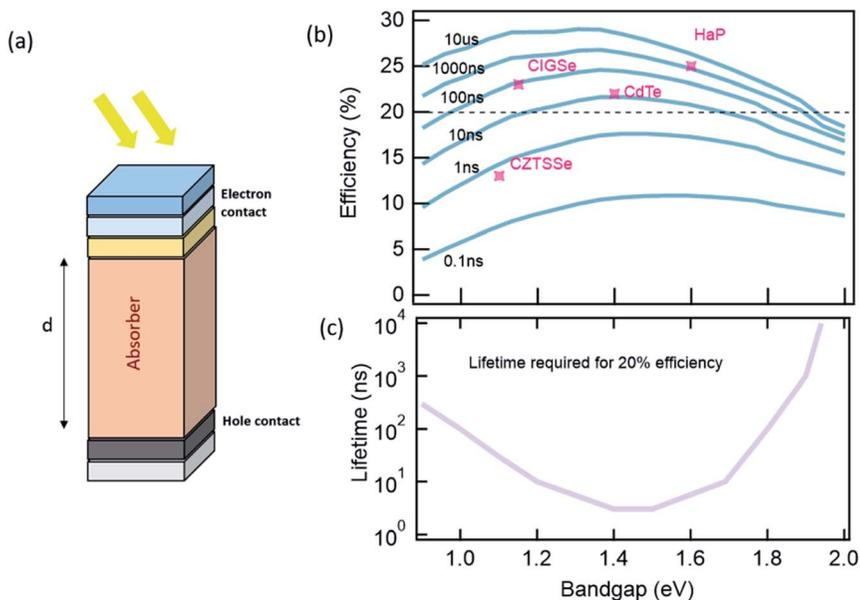 (a)
Electron
contact
d
Absorber
Hole contact
(b)
Efficiency (%)
30
25
20
15
10
5
0
10us
1000ns
100ns
10ns
1ns
0.1ns
HaP
CIGSe
CdTe
CZTSSe
(c)
Lifetime (ns)
10^4
10^3
10^2
10^1
10^0
Lifetime required for 20% efficiency
1.0 1.2 1.4 1.6 1.8 2.0
Bandgap (eV)